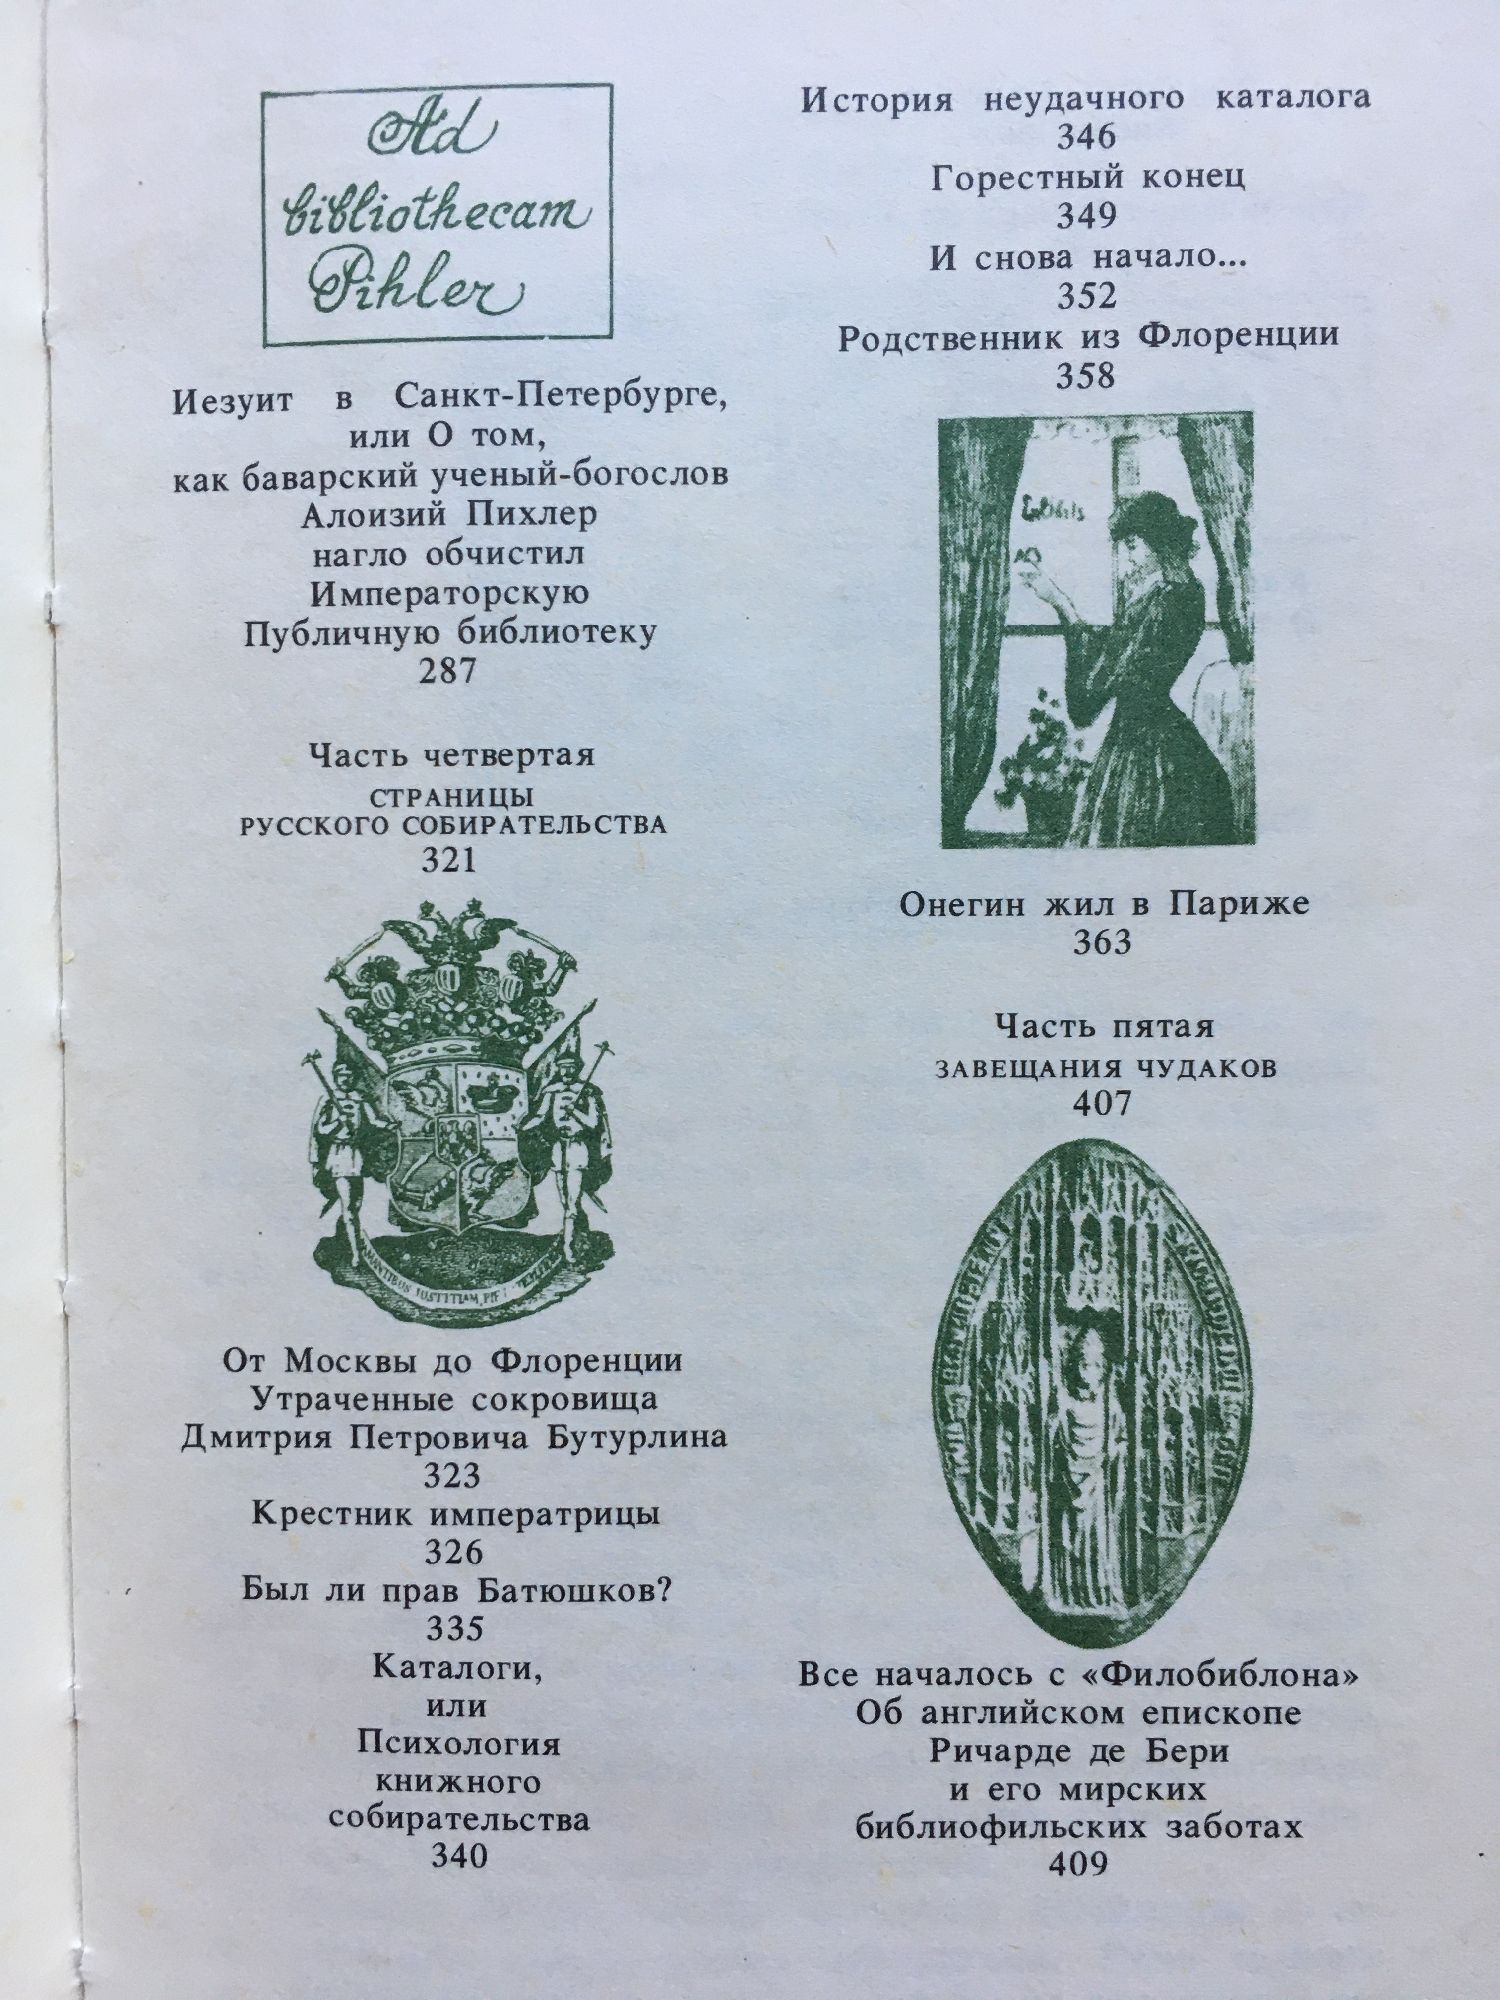 Ad
bibliothecam
Pihler
Иезуит в Санкт-Петербурге,
или О том,
как баварский ученый-богослов
Алоизий Пихлер
нагло обчистил
Императорскую
Публичную библиотеку
287
Часть четвертая
СТРАНИЦЫ
РУССКОГО СОБИРАТЕЛЬСТВА
321
IUSTITIAM,
От Москвы до Флоренции
Утраченные сокровища
Дмитрия Петровича Бутурлина
323
Крестник императрицы
326
Был ли прав Батюшков?
335
Каталоги,
или
Психология
книжного
собирательства
340
История неудачного каталога
346
Горестный конец
349
И снова начало...
352
Родственник из Флоренции
358
Онегин жил в Париже
363
Часть пятая
ЗАВЕЩАНИЯ ЧУДАКОВ
407
Все началось с «Филобиблона»
Об английском епископе
Ричарде де Бери
и его мирских
библиофильских заботах
409